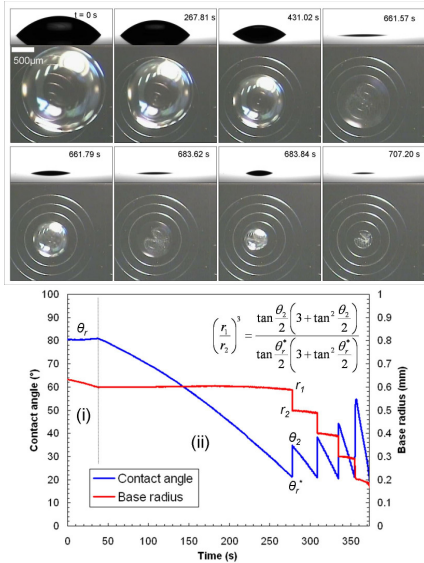 t = 0 s
267.81 s
431.02 s
661.57 s
500μm
661.79 s
683.62 s
683.84 s
707.20 s
100
90
80
70
60
50
40
30
20
10
0
Contact angle (°)
θr
(i)
(ii)
(r1/r2)^3 = tan θ2/2 (3 + tan^2 θ2/2) / tan θr*/2 (3 + tan^2 θr*/2)
r1
r2
θ2
θr*
Contact angle
Base radius
1
0.9
0.8
0.7
0.6
0.5
0.4
0.3
0.2
0.1
0
Base radius (mm)
0 50 100 150 200 250 300 350
Time (s)